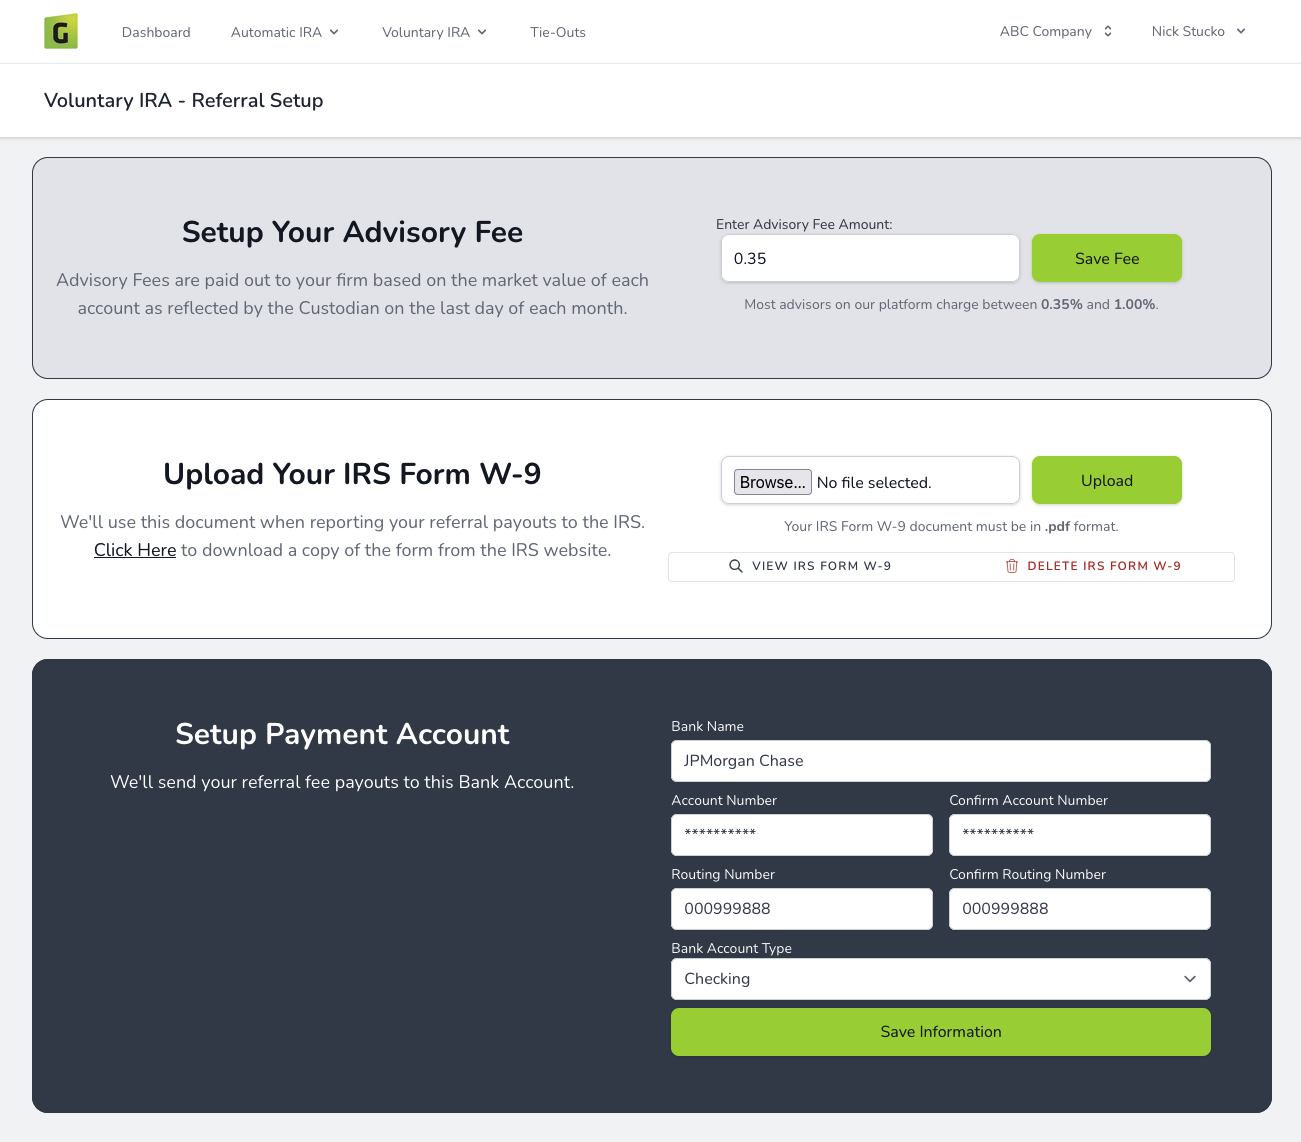 G
Dashboard
Automatic IRA
Voluntary IRA
Tie-Outs
ABC Company
Nick Stucko
Voluntary IRA - Referral Setup
Setup Your Advisory Fee
Advisory Fees are paid out to your firm based on the market value of each
account as reflected by the Custodian on the last day of each month.
Enter Advisory Fee Amount:
0.35
Save Fee
Most advisors on our platform charge between 0.35% and 1.00%.
Upload Your IRS Form W-9
We'll use this document when reporting your referral payouts to the IRS.
Click Here to download a copy of the form from the IRS website.
Browse... No file selected.
Upload
Your IRS Form W-9 document must be in .pdf format.
VIEW IRS FORM W-9
DELETE IRS FORM W-9
Setup Payment Account
We'll send your referral fee payouts to this Bank Account.
Bank Name
JPMorgan Chase
Account Number
Confirm Account Number
**********
**********
Routing Number
Confirm Routing Number
000999888
000999888
Bank Account Type
Checking
Save Information